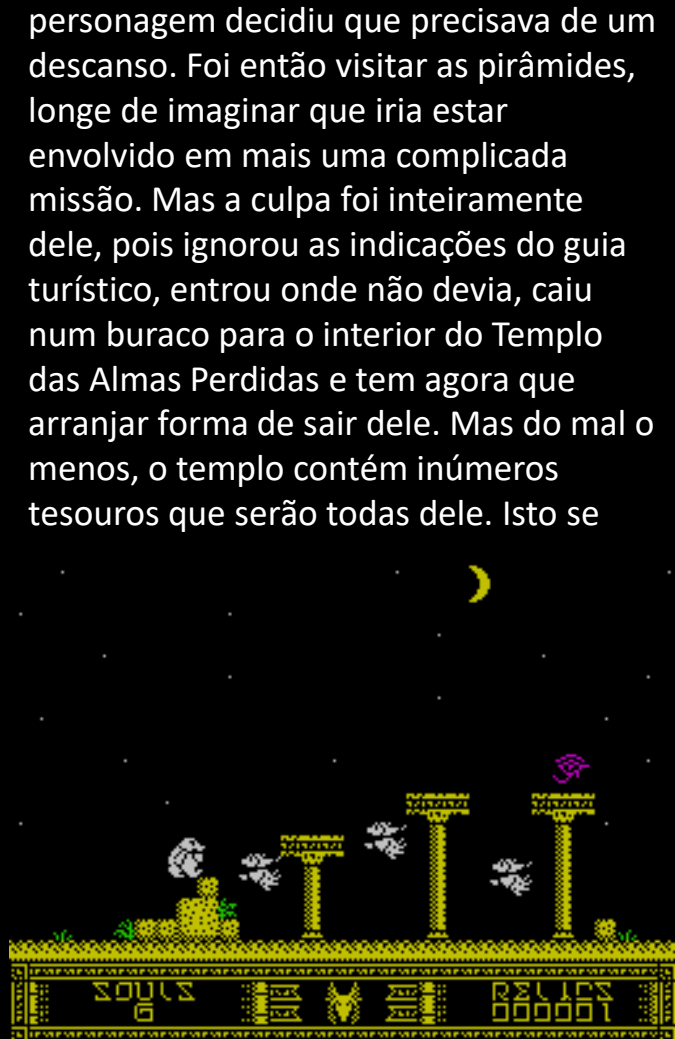 personagem decidiu que precisava de um
descanso. Foi então visitar as pirâmides,
longe de imaginar que iria estar
envolvido em mais uma complicada
missão. Mas a culpa foi inteiramente
dele, pois ignorou as indicações do guia
turístico, entrou onde não devia, caiu
num buraco para o interior do Templo
das Almas Perdidas e tem agora que
arranjar forma de sair dele. Mas do mal o
menos, o templo contém inúmeros
tesouros que serão todas dele. Isto se
SOULS RELICS
6 000001